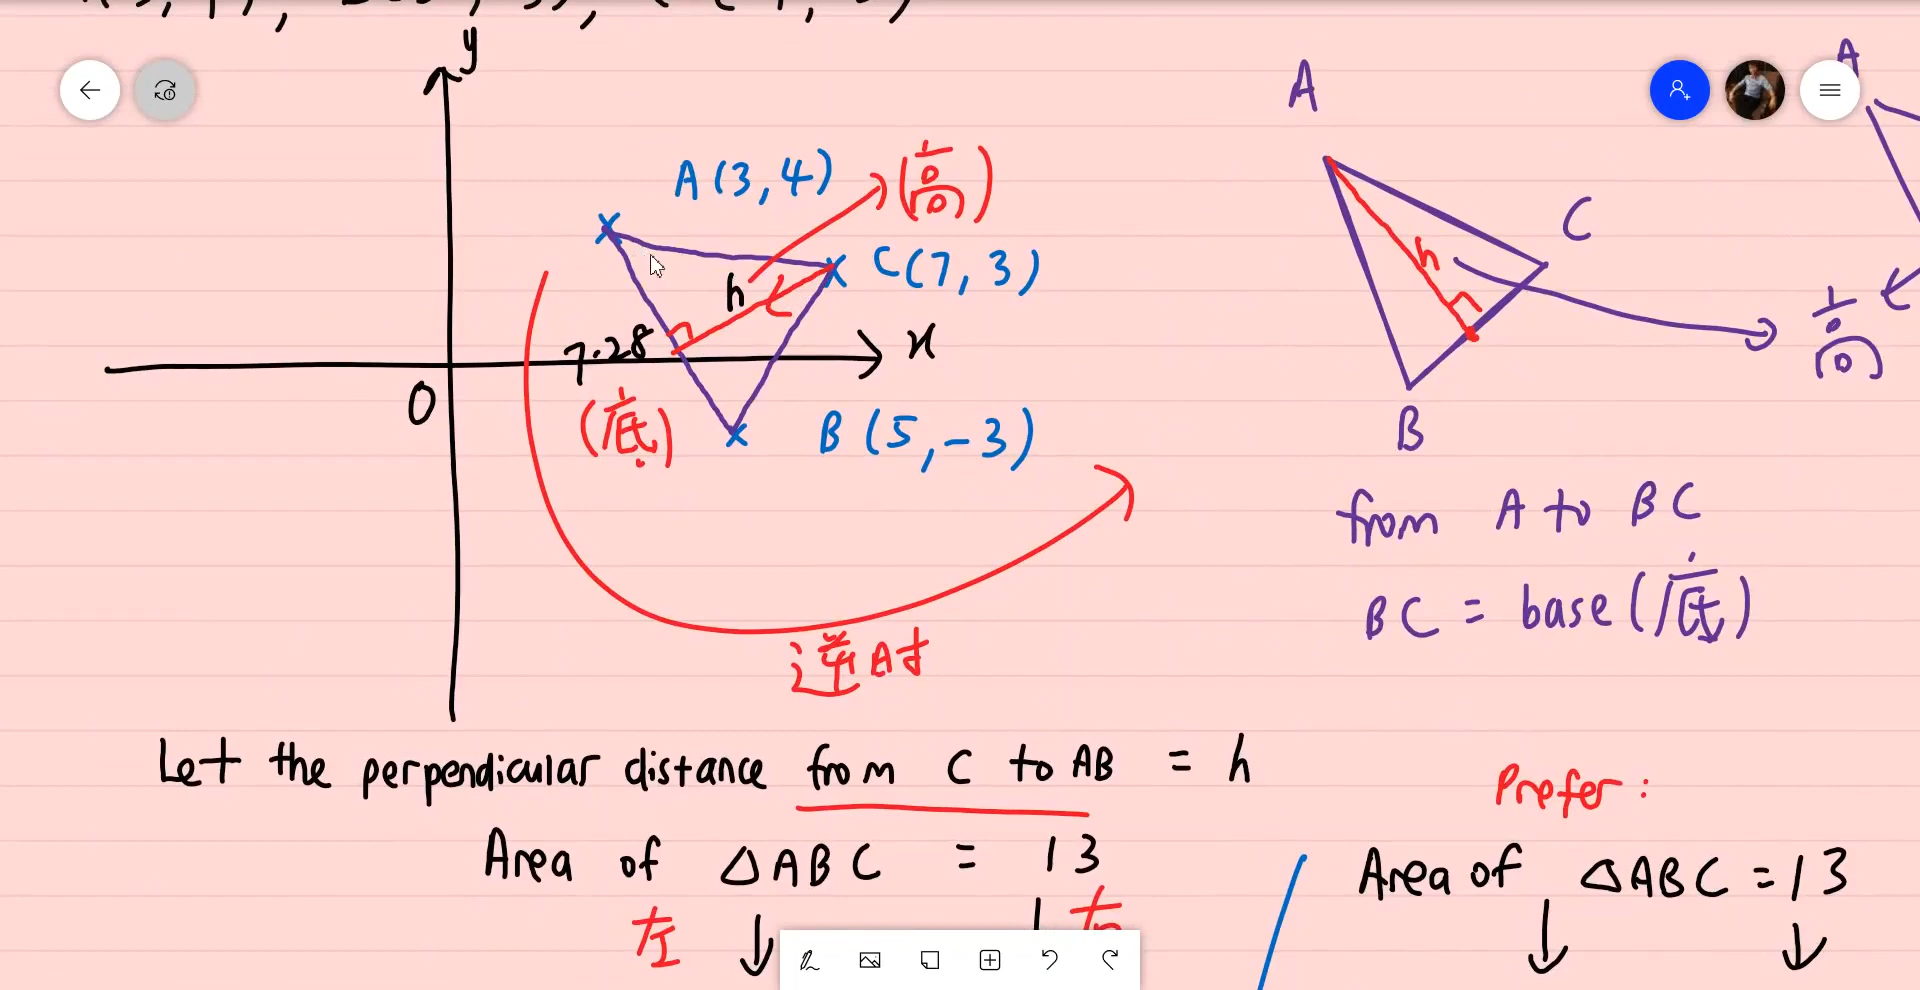 y
A
A
A(3,4)
(高)
C
C(7,3)
h
h
7.28
x
高
0
(底)
B(5,-3)
B
from A to BC
BC = base(底)
逆时
Let the perpendicular distance from C to AB = h
Prefer:
Area of △ABC = 13
Area of △ABC = 13
左